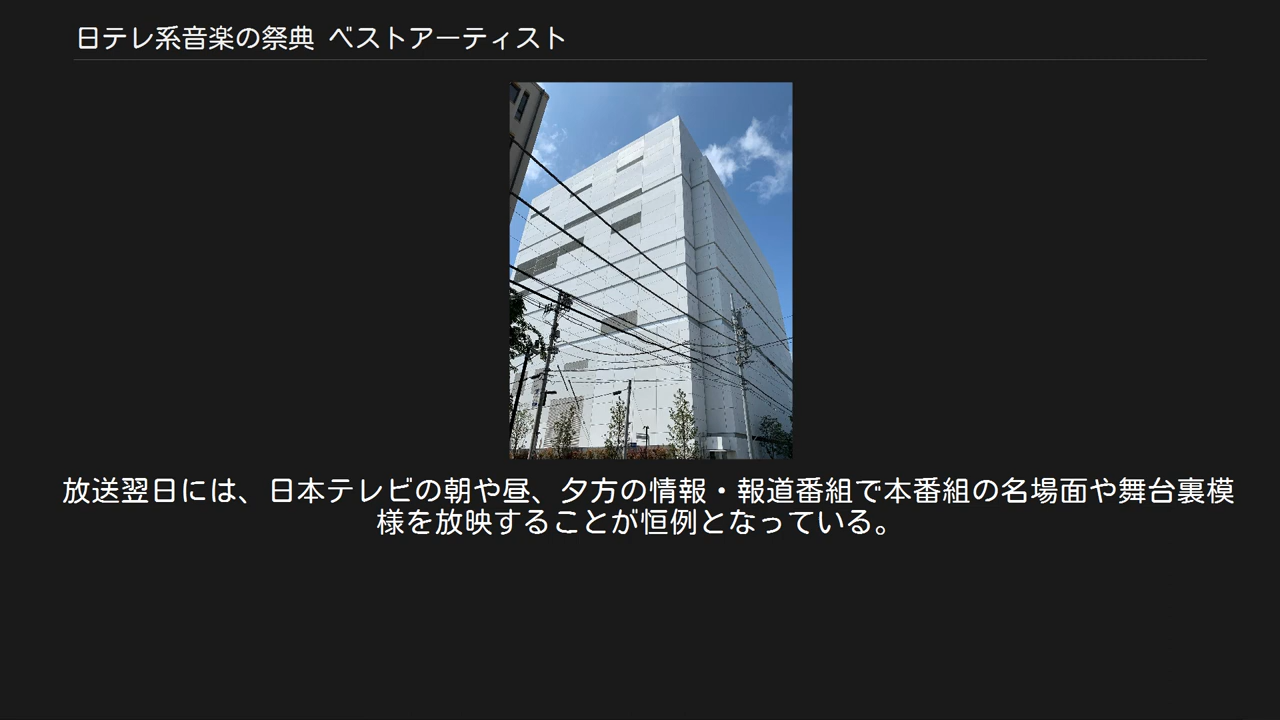 日テレ系音楽の祭典 ベストアーティスト
放送翌日には、日本テレビの朝や昼、夕方の情報・報道番組で本番組の名場面や舞台裏模
様を放映することが恒例となっている。